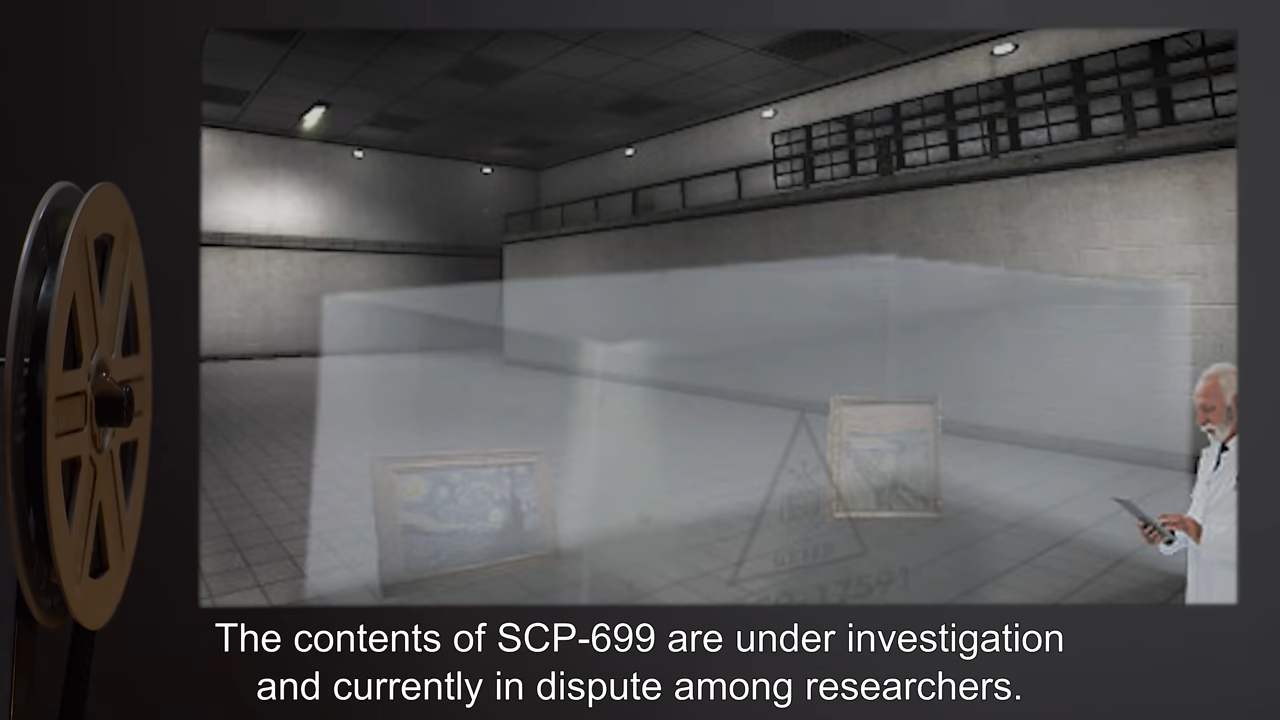 The contents of SCP-699 are under investigation
and currently in dispute among researchers.